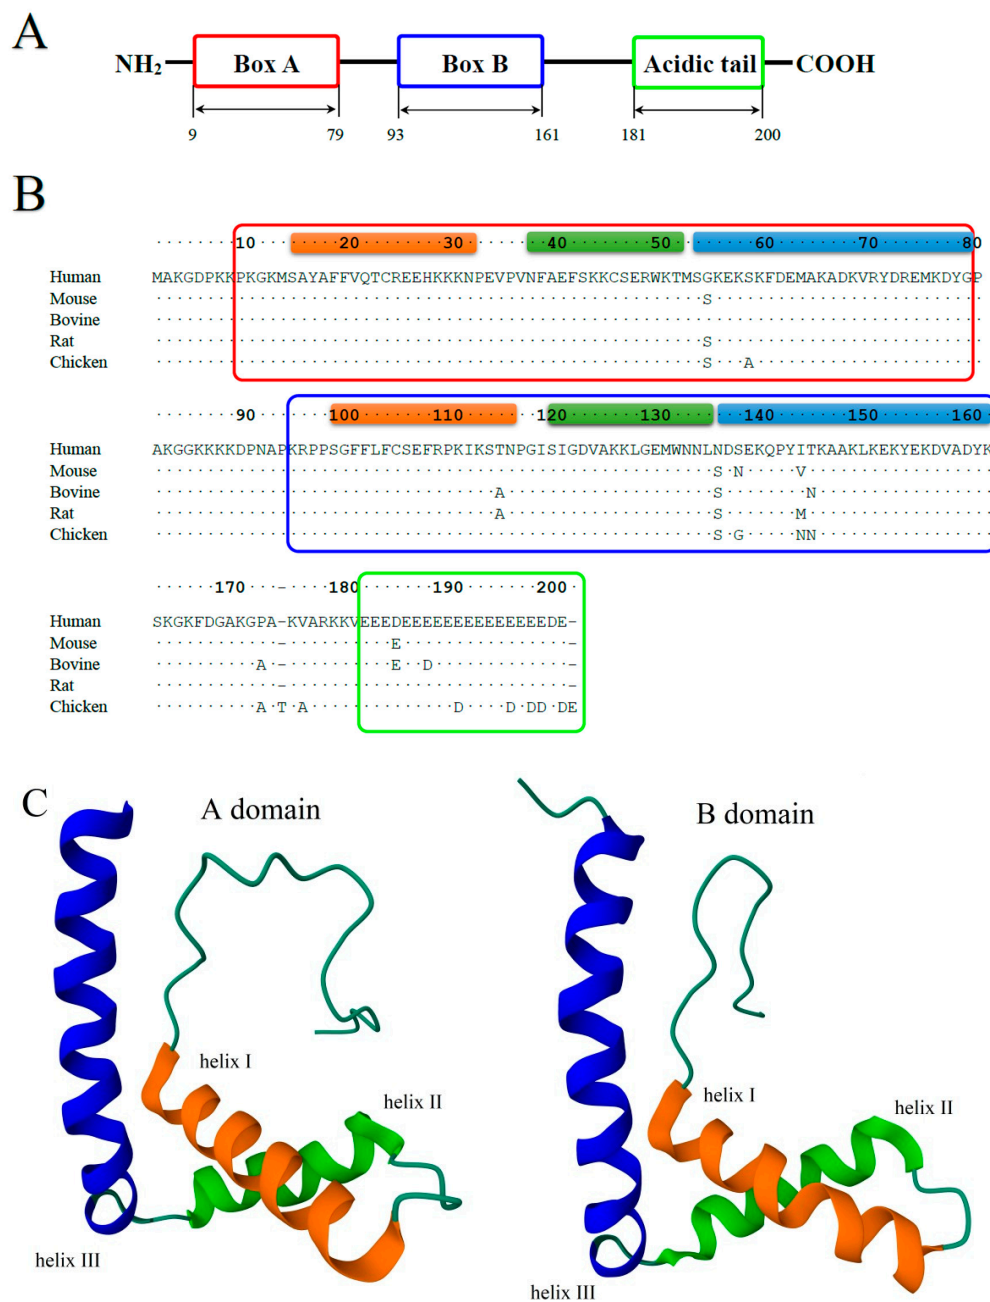 A
NH₂ Box A Box B Acidic tail COOH
9 79 93 161 181 200
B
········10·········20·········30·········40·········50·········60·········70·········80
Human MAKGDPKKPKGKMSAYAFFVQTCREEHKKKNPEVPVNFAEFSKKCSERWKTMSGKEKSKFDEMAKADKVRYDREMKDYGP
Mouse ·····················································S··························
Bovine ················································································
Rat ·····················································S··························
Chicken ·····················································S···A······················
········90·········100·······110·······120·······130·······140·······150·······160
Human AKGGKKKKDPNAPKRPPSGFFLFCSEFRPKIKSTNPGISIGDVAKKLGEMWNNLNDSEKQPYITKAAKLKEKYEKDVADYK
Mouse ······················································S·N·····V··················
Bovine ·································A····················S········N·················
Rat ·································A····················S·······M··················
Chicken ······················································S·G·····NN·················
······170···-·····180········190········200··
Human SKGKFDGAKGPA-KVARKKVEEEDEEEEEEEEEEEEEEDE-
Mouse ············-··········E················-
Bovine ··········A·-··········E··D·············-
Rat ············-···························-
Chicken ··········A·T·A··············D····D·DD·DE
C
A domain B domain
helix I
helix II
helix III
helix I
helix II
helix III